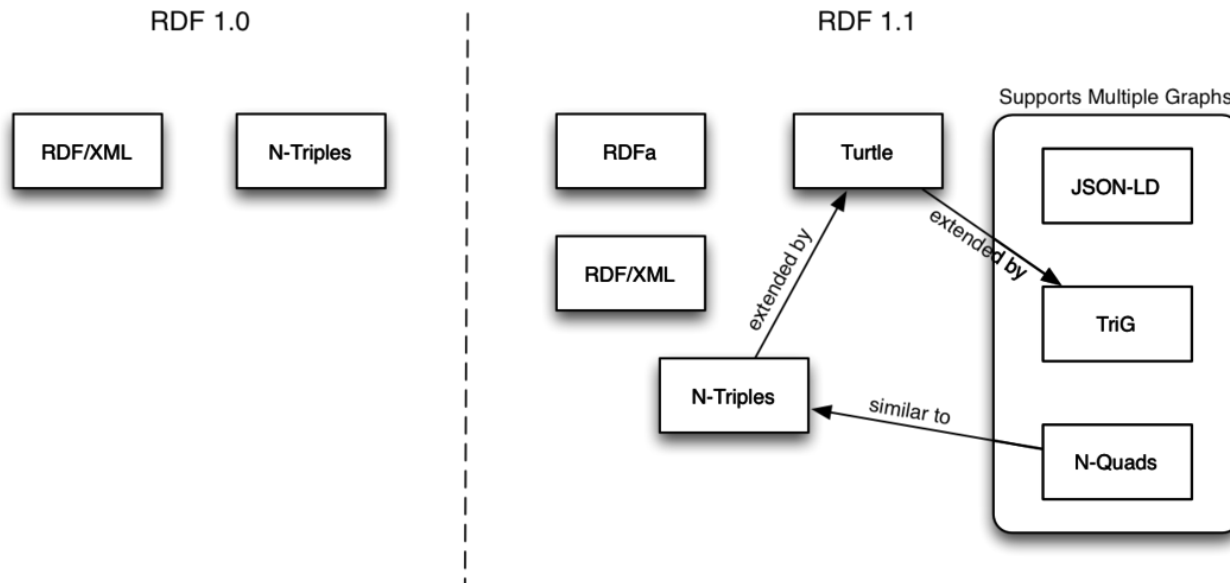 RDF 1.0
RDF/XML
N-Triples
RDF 1.1
Supports Multiple Graphs
RDFa
Turtle
JSON-LD
extended by
RDF/XML
extended by
TriG
N-Triples
similar to
N-Quads